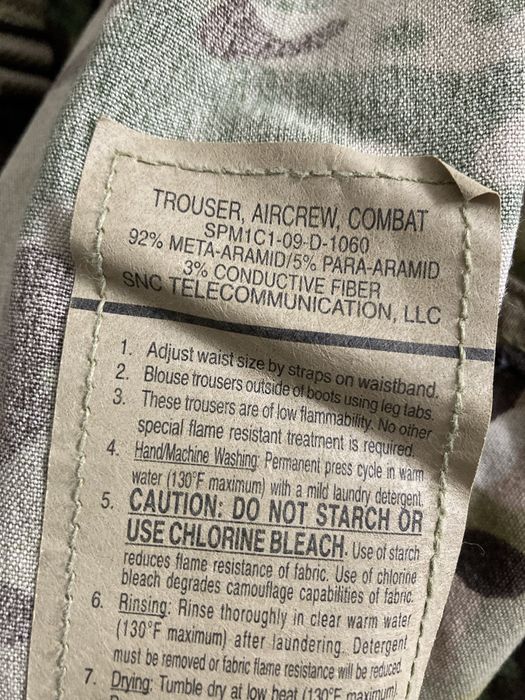 TROUSER, AIRCREW, COMBAT
SPM1C1-09-D-1060
92% META-ARAMID/5% PARA-ARAMID
3% CONDUCTIVE FIBER
SNC TELECOMMUNICATION, LLC
1. Adjust waist size by straps on waistband.
2. Blouse trousers outside of boots using leg tabs.
3. These trousers are of low flammability. No other
special flame resistant treatment is required.
4. Hand/Machine Washing: Permanent press cycle in warm
water (130°F maximum) with a mild laundry detergent.
5. CAUTION: DO NOT STARCH OR
USE CHLORINE BLEACH. Use of starch
reduces flame resistance of fabric. Use of chlorine
bleach degrades camouflage capabilities of fabric.
6. Rinsing: Rinse thoroughly in clear warm water
(130°F maximum) after laundering. Detergent
must be removed or fabric flame resistance will be reduced.
7. Drying: Tumble dry at low heat (130°F maximum)